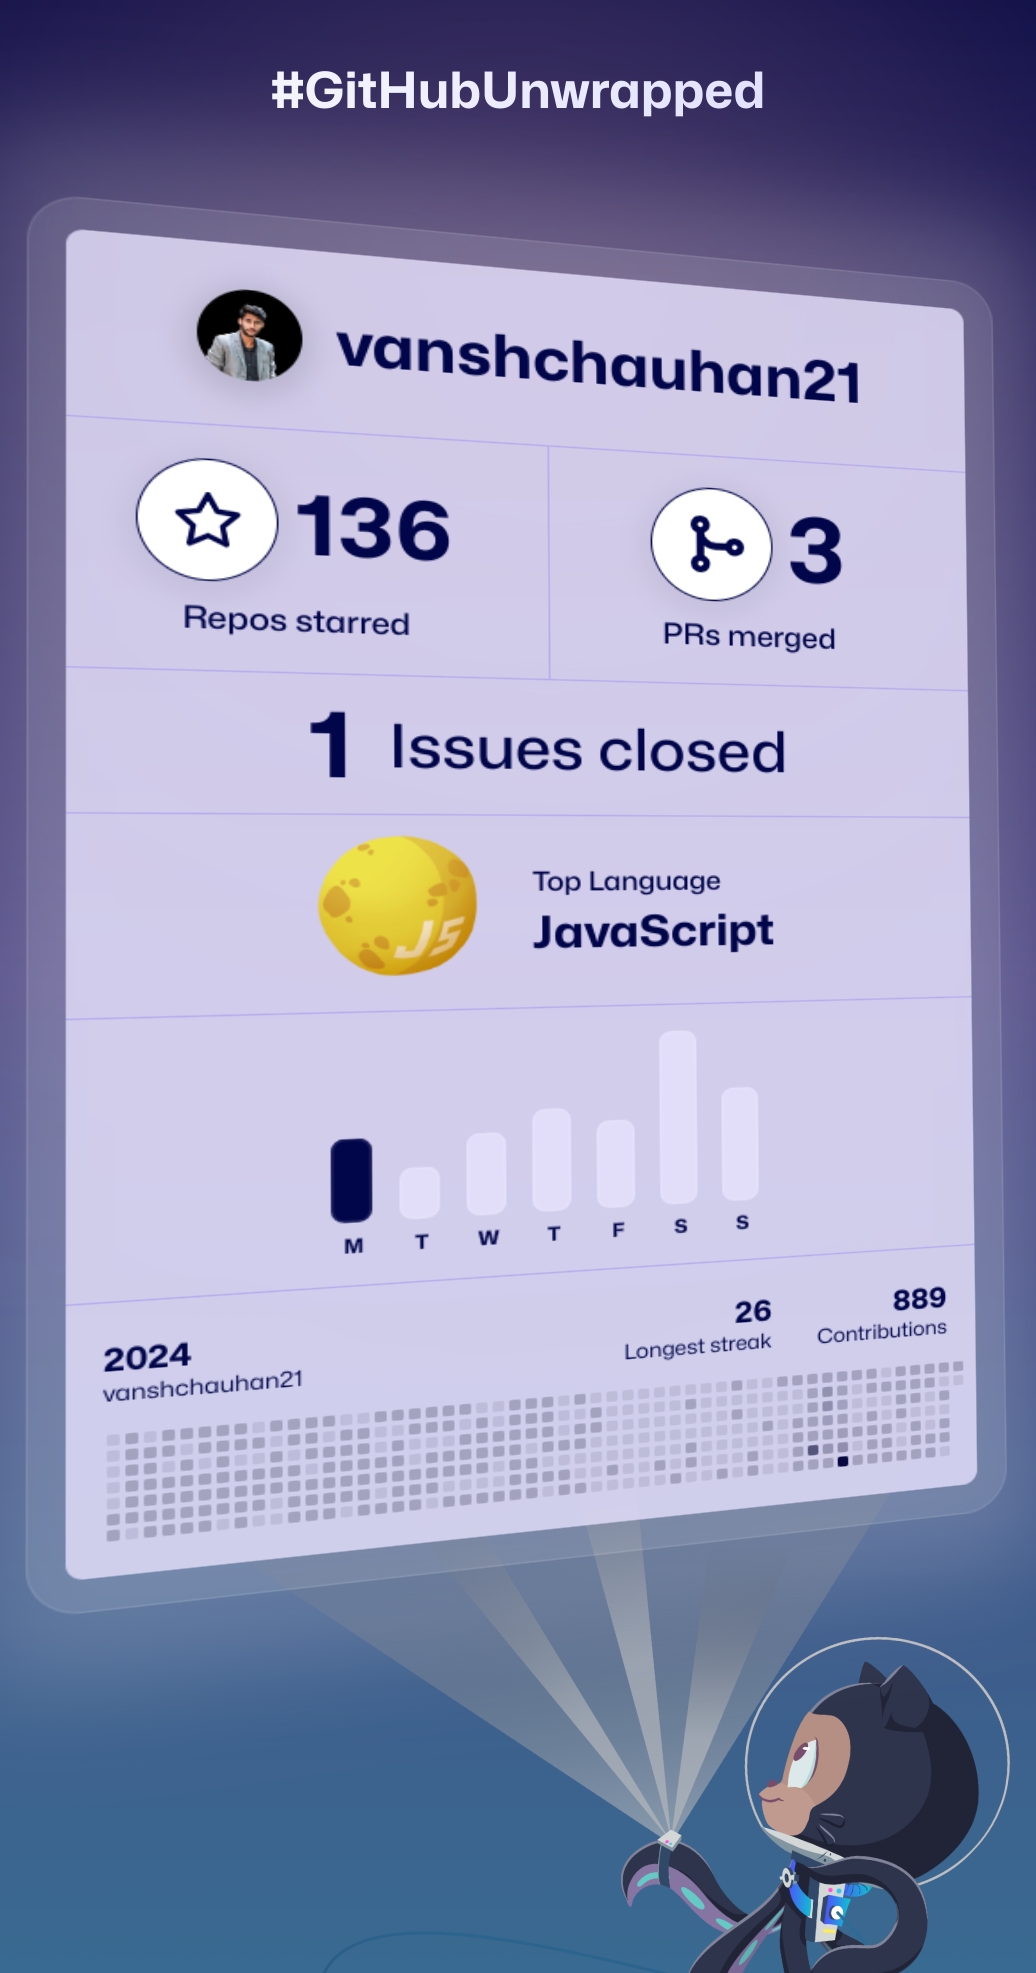 #GitHubUnwrapped
vanshchauhan21
136
Repos starred
3
PRs merged
1 Issues closed
JS
Top Language
JavaScript
M T W T F S S
2024
vanshchauhan21
26
Longest streak
889
Contributions